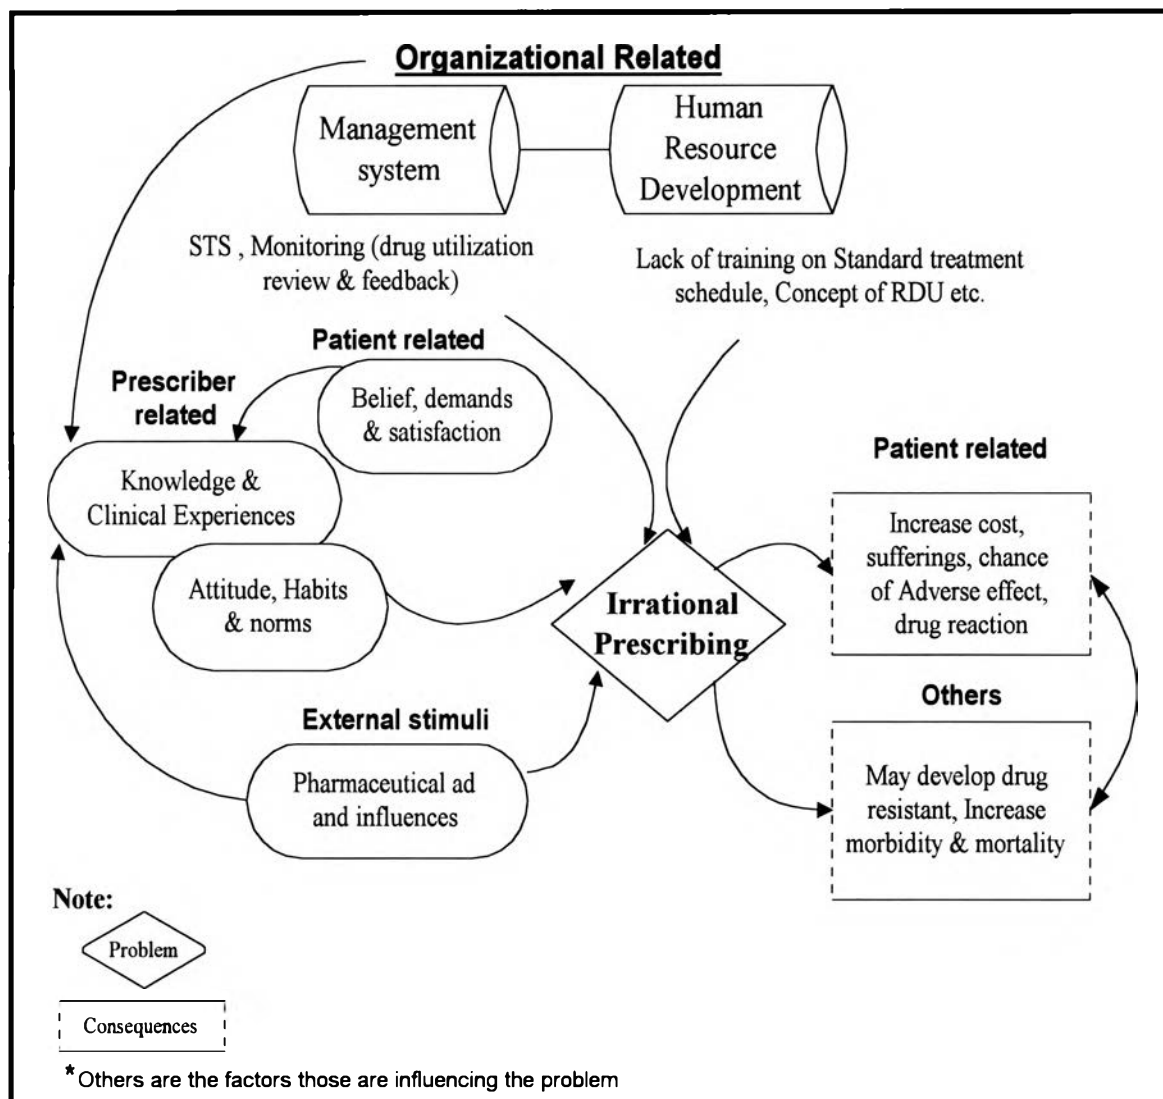 Organizational Related
Management
system
Human
Resource
Development
STS , Monitoring (drug utilization
review & feedback)
Lack of training on Standard treatment
schedule, Concept of RDU etc.
Patient related
Belief, demands
& satisfaction
Prescriber
related
Knowledge &
Clinical Experiences
Attitude, Habits
& norms
Irrational
Prescribing
Patient related
Increase cost,
sufferings, chance
of Adverse effect,
drug reaction
Others
May develop drug
resistant, Increase
morbidity & mortality
External stimuli
Pharmaceutical ad
and influences
Note:
Problem
Consequences
*Others are the factors those are influencing the problem